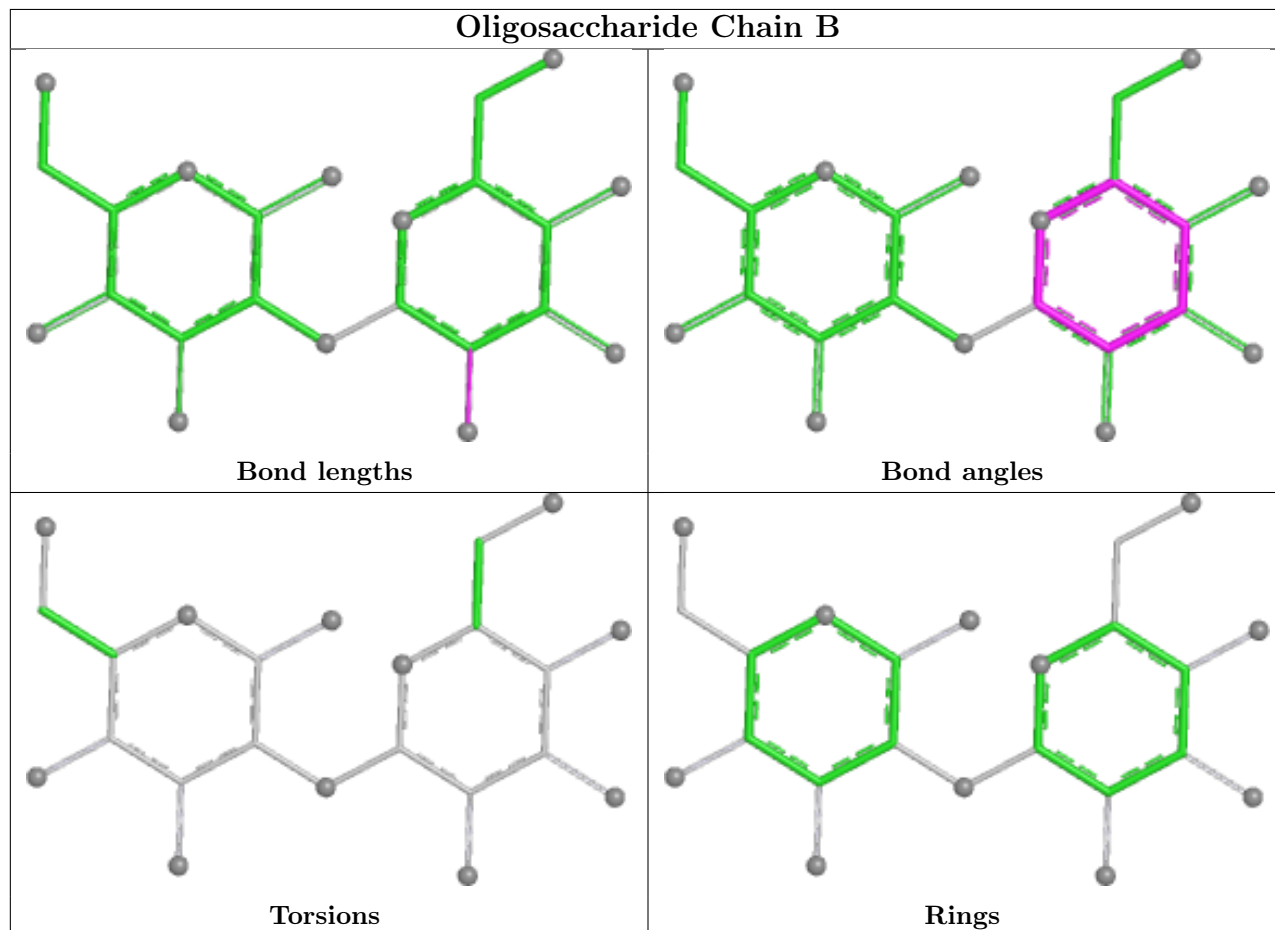 Oligosaccharide Chain B
Bond lengths
Bond angles
Torsions
Rings